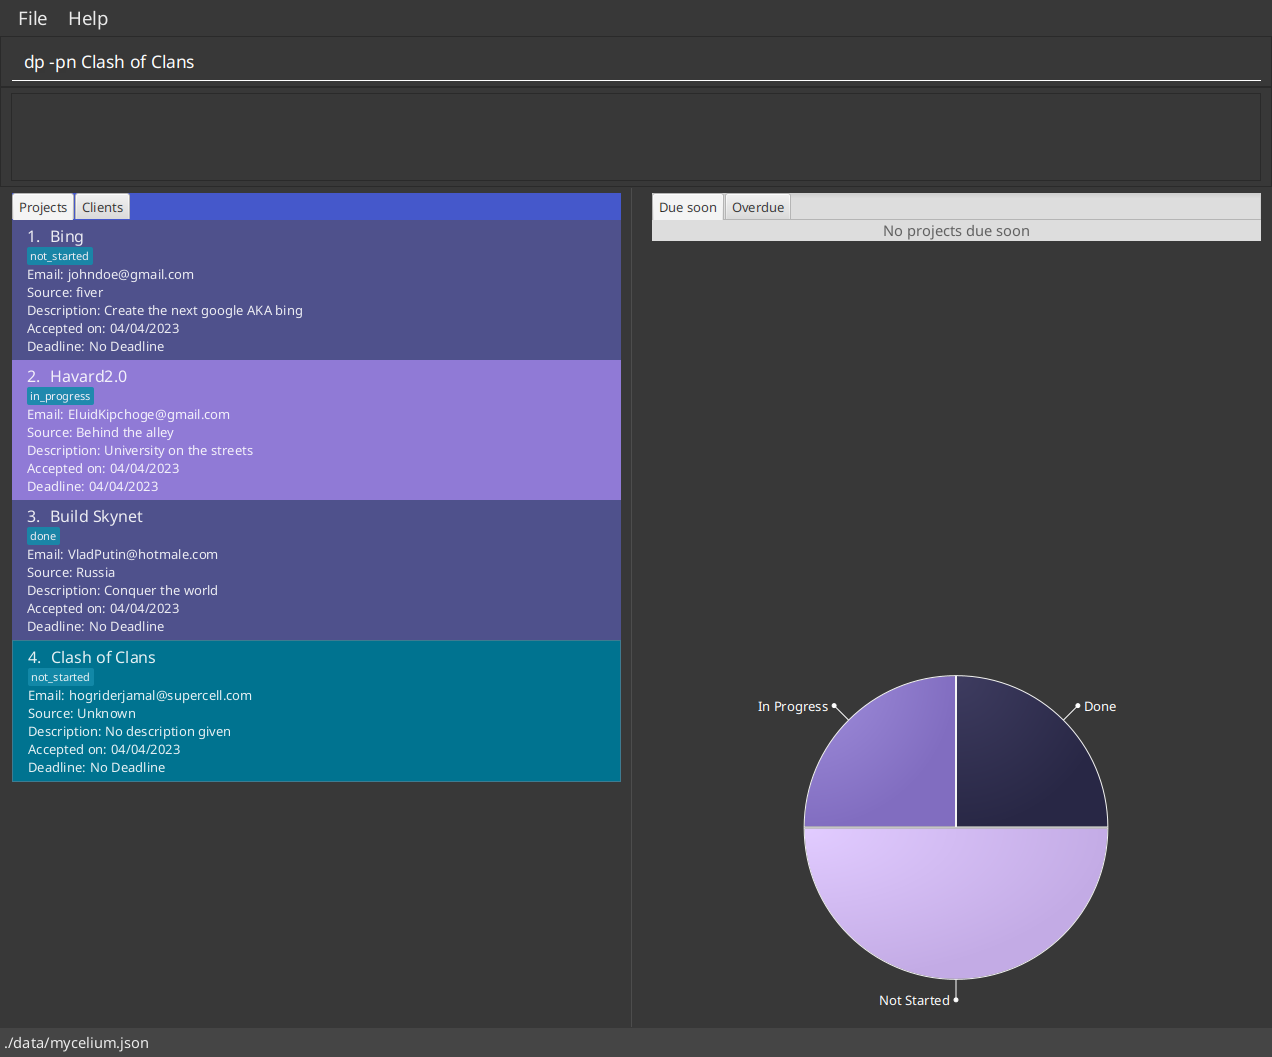 File Help
dp -pn Clash of Clans
Projects Clients
1. Bing
not_started
Email: johndoe@gmail.com
Source: fiver
Description: Create the next google AKA bing
Accepted on: 04/04/2023
Deadline: No Deadline
2. Havard2.0
in_progress
Email: EluidKipchoge@gmail.com
Source: Behind the alley
Description: University on the streets
Accepted on: 04/04/2023
Deadline: 04/04/2023
3. Build Skynet
done
Email: VladPutin@hotmale.com
Source: Russia
Description: Conquer the world
Accepted on: 04/04/2023
Deadline: No Deadline
4. Clash of Clans
not_started
Email: hogriderjamal@supercell.com
Source: Unknown
Description: No description given
Accepted on: 04/04/2023
Deadline: No Deadline
Due soon Overdue
No projects due soon
In Progress
Done
Not Started
./data/mycelium.json